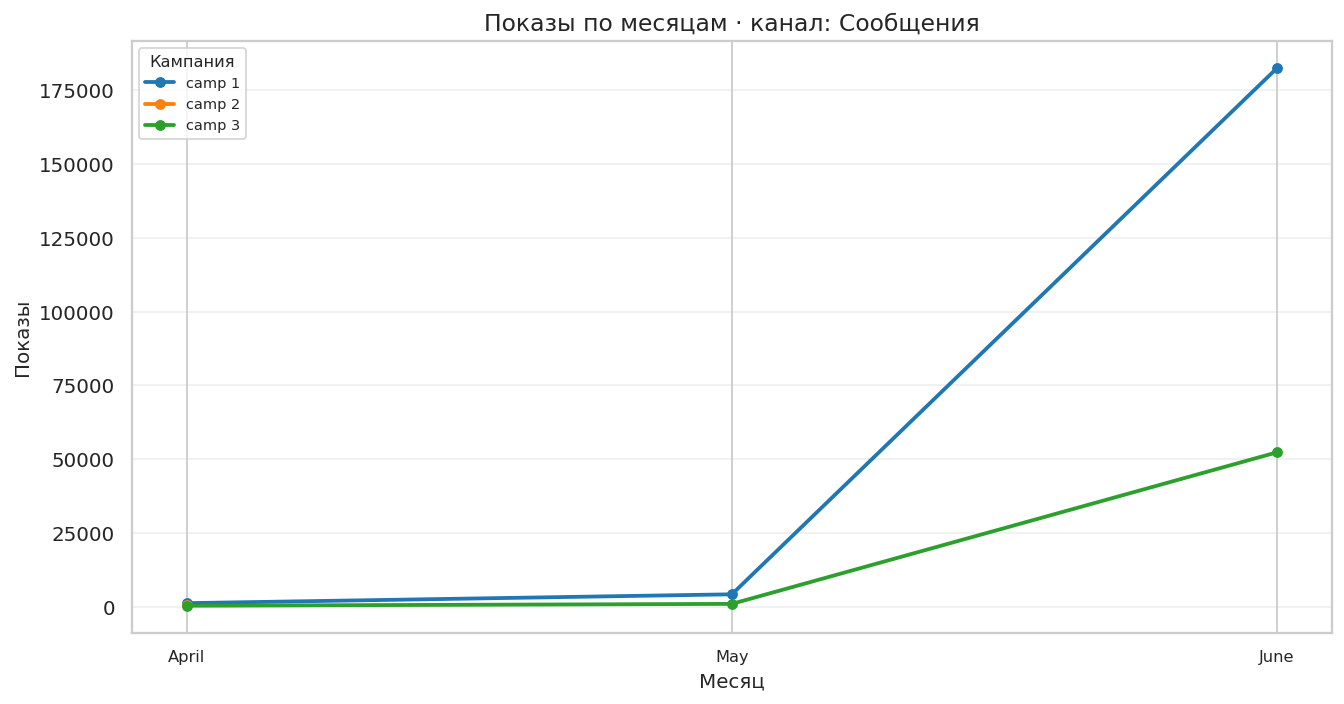 Показы по месяцам · канал: Сообщения
Кампания
camp 1
camp 2
camp 3
175000
150000
125000
100000
75000
50000
25000
0
Показы
April
May
June
Месяц